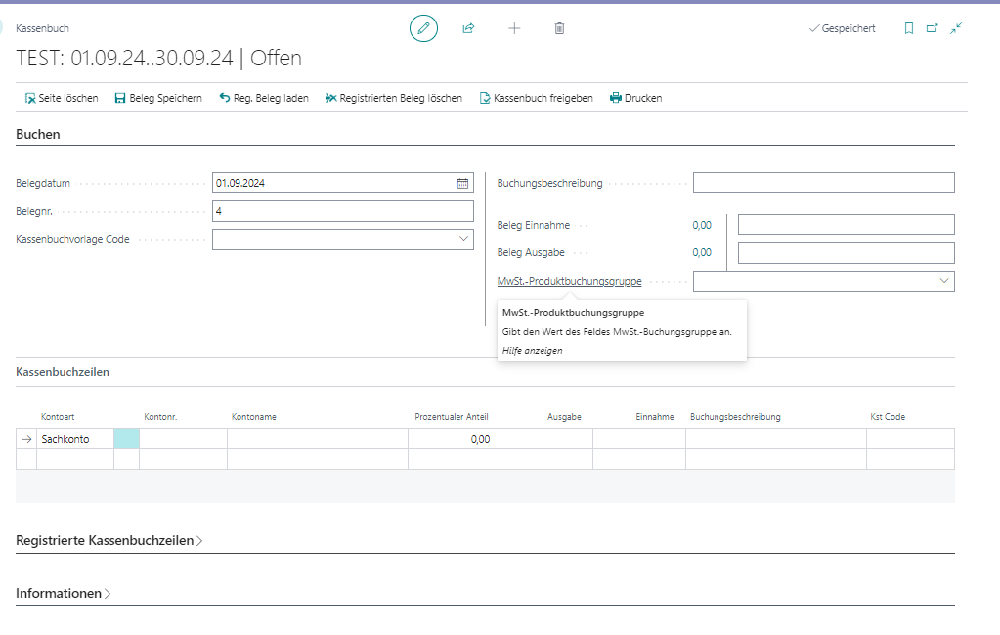 Kassenbuch
Gespeichert
TEST: 01.09.24..30.09.24 | Offen
Seite löschen Beleg Speichern Reg. Beleg laden Registrierten Beleg löschen Kassenbuch freigeben Drucken
Buchen
Belegdatum 01.09.2024
Belegnr. 4
Kassenbuchvorlage Code
Buchungsbeschreibung
Beleg Einnahme 0,00
Beleg Ausgabe 0,00
MwSt.-Produktbuchungsgruppe
MwSt.-Produktbuchungsgruppe
Gibt den Wert des Feldes MwSt.-Buchungsgruppe an.
Hilfe anzeigen
Kassenbuchzeilen
Kontoart Kontonr. Kontoname Prozentualer Anteil Ausgabe Einnahme Buchungsbeschreibung Kst Code
Sachkonto 0,00
Registrierte Kassenbuchzeilen
Informationen